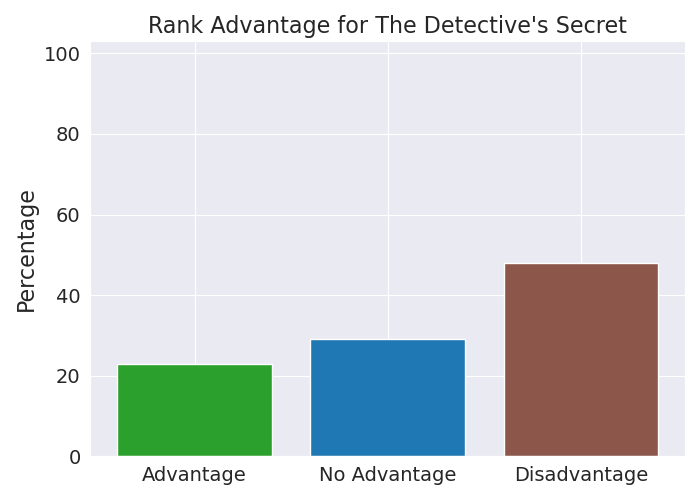 Rank Advantage for The Detective's Secret
100
80
60
40
20
0
Percentage
Advantage
No Advantage
Disadvantage